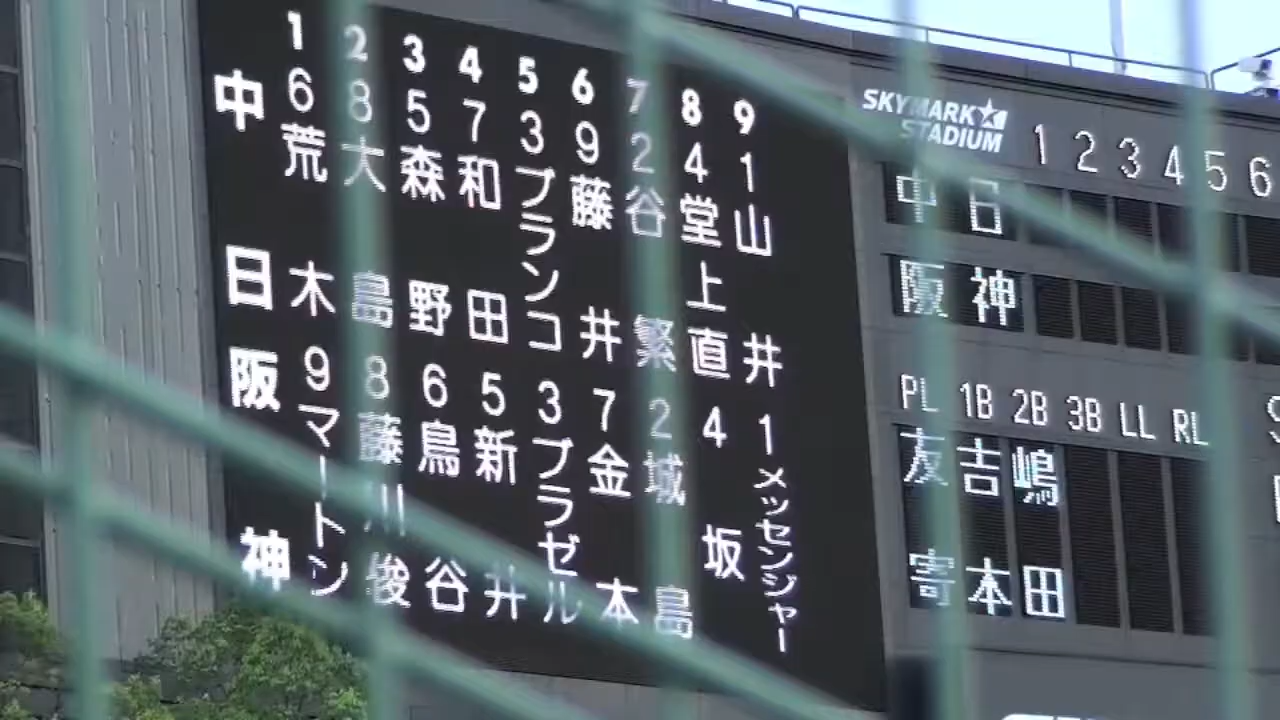 1 2 3 4 5 6 7 8 9
中日
6 荒木
8 大島
5 森野
7 和田
3 ブランコ
9 藤井
2 谷繁
4 堂上直
1 山井
阪神
9 マートン
8 藤川俊
6 鳥谷
5 新井
3 ブラゼル
7 金本
2 城島
4 坂
1 メッセンジャー
SKYMARK
STADIUM
1 2 3 4 5 6
中日
阪神
PL 1B 2B 3B LL RL
友寄
吉本
嶋田